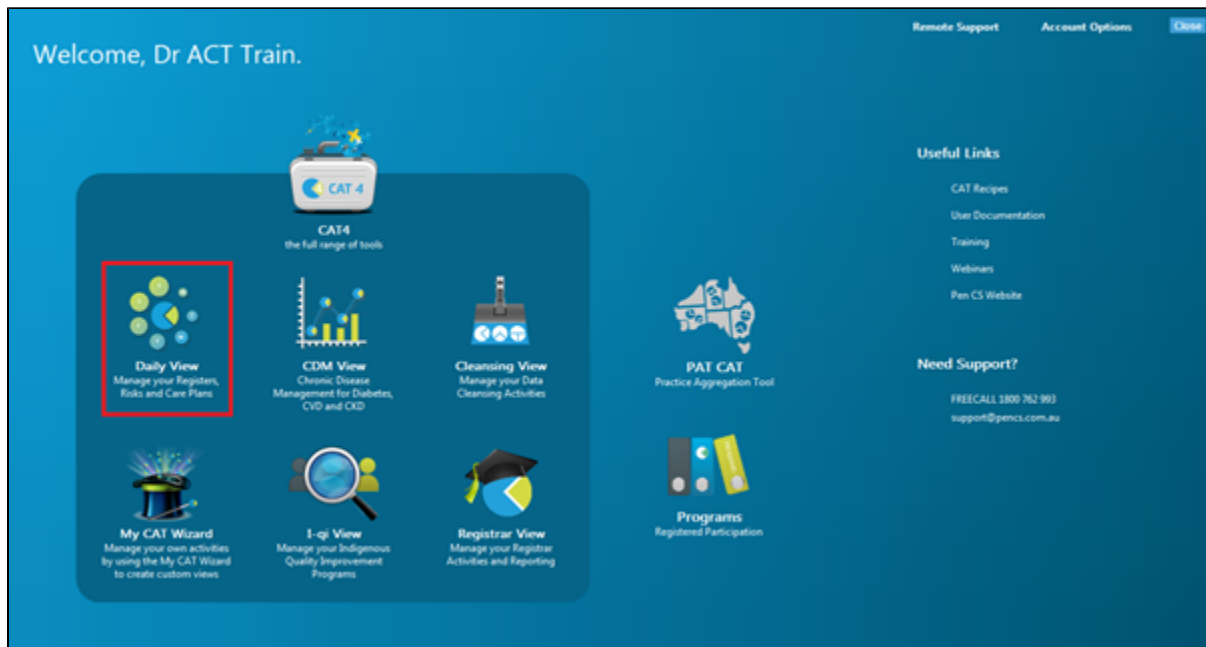 Remote Support
Account Options
Close
Welcome, Dr ACT Train.
CAT 4
CAT4
the full range of tools
Daily View
Manage your Registers,
Risks and Care Plans
CDM View
Chronic Disease
Management for Diabetes,
CVD and CKD
Cleansing View
Manage your Data
Cleansing Activities
My CAT Wizard
Manage your own activities
by using the My CAT Wizard
to create custom views
I-qi View
Manage your Indigenous
Quality Improvement
Programs
Registrar View
Manage your Registrar
Activities and Reporting
PAT CAT
Practice Aggregation Tool
Programs
Registered Participation
Useful Links
CAT Recipes
User Documentation
Training
Webinars
Pen CS Website
Need Support?
FREECALL 1800 762 993
support@pencs.com.au